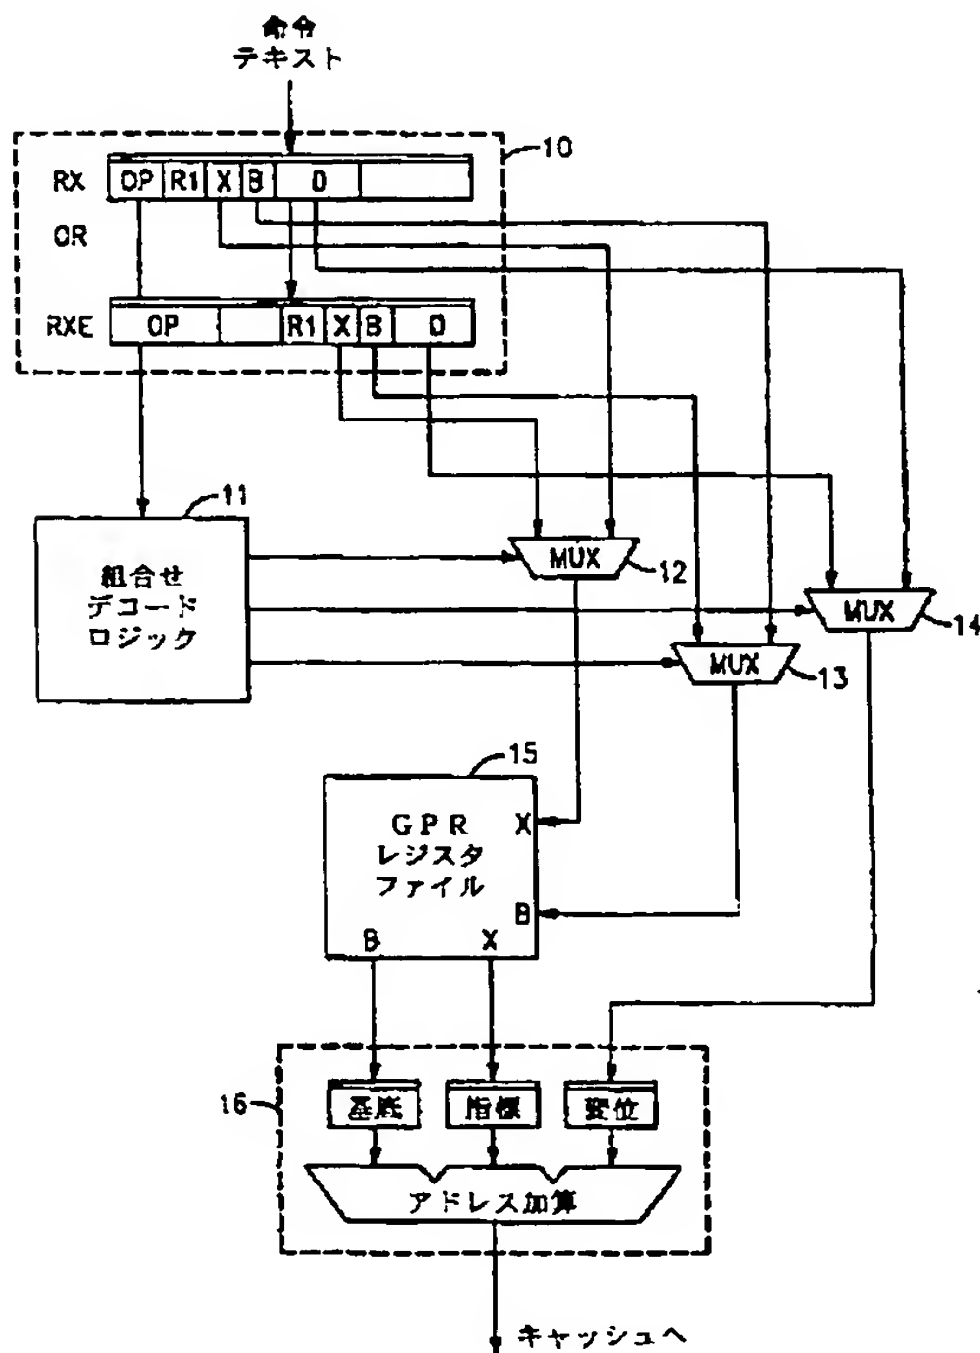 命令
テキスト
10
RX OP R1 X B D
OR
RXE OP R1 X B D
11
組合せ
デコード
ロジック
MUX 12
MUX 14
MUX 13
15
GPR X
レジスタ
ファイル
B
B X
16
基底 指標 変位
アドレス加算
キャッシュへ